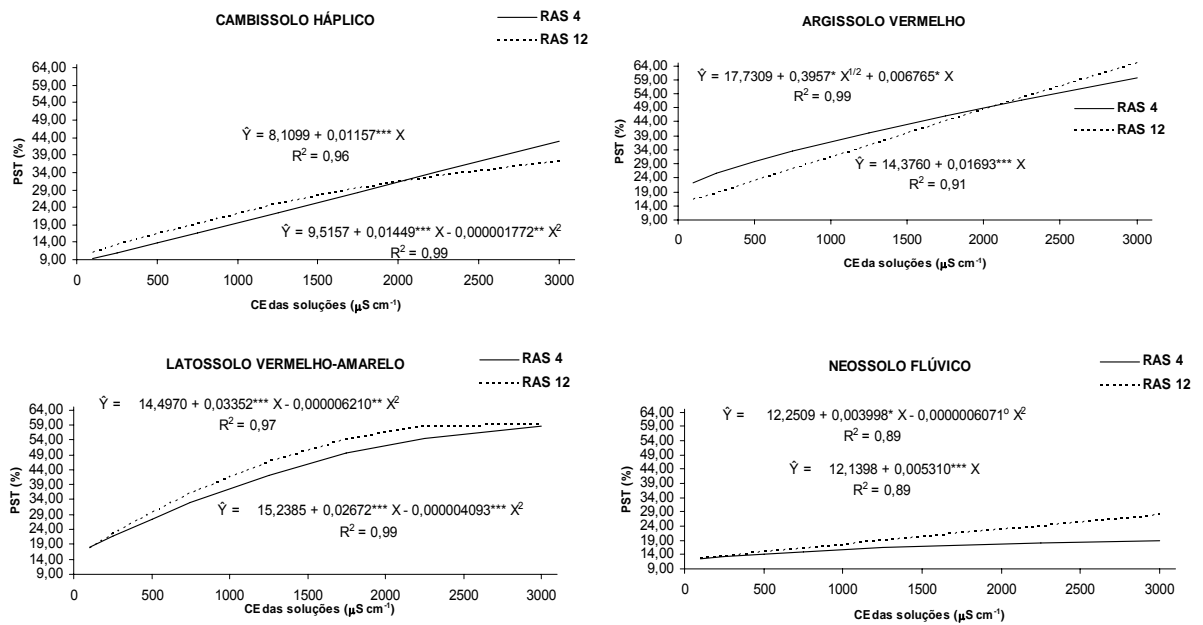 CAMBISSOLO HÁPLICO
RAS 4
RAS 12
64,00
59,00
54,00
49,00
44,00
39,00
34,00
29,00
24,00
19,00
14,00
9,00
PST (%)
Ŷ = 8,1099 + 0,01157*** X
R² = 0,96
Ŷ = 9,5157 + 0,01449*** X - 0,000001772** X²
R² = 0,99
0 500 1000 1500 2000 2500 3000
CE das soluções (µS cm⁻¹)
ARGISSOLO VERMELHO
64,00
59,00
54,00
49,00
44,00
39,00
34,00
29,00
24,00
19,00
14,00
9,00
PST (%)
Ŷ = 17,7309 + 0,3957* X^1/2 + 0,006765* X
R² = 0,99
RAS 4
RAS 12
Ŷ = 14,3760 + 0,01693*** X
R² = 0,91
0 500 1000 1500 2000 2500 3000
CE das soluções (µS cm⁻¹)
LATOSSOLO VERMELHO-AMARELO
RAS 4
RAS 12
64,00
59,00
54,00
49,00
44,00
39,00
34,00
29,00
24,00
19,00
14,00
9,00
PST (%)
Ŷ = 14,4970 + 0,03352*** X - 0,000006210** X²
R² = 0,97
Ŷ = 15,2385 + 0,02672*** X - 0,000004093*** X²
R² = 0,99
0 500 1000 1500 2000 2500 3000
CE das soluções (µS cm⁻¹)
NEOSSOLO FLÚVICO
RAS 4
RAS 12
64,00
59,00
54,00
49,00
44,00
39,00
34,00
29,00
24,00
19,00
14,00
9,00
PST (%)
Ŷ = 12,2509 + 0,003998* X - 0,0000006071° X²
R² = 0,89
Ŷ = 12,1398 + 0,005310*** X
R² = 0,89
0 500 1000 1500 2000 2500 3000
CE das soluções (µS cm⁻¹)